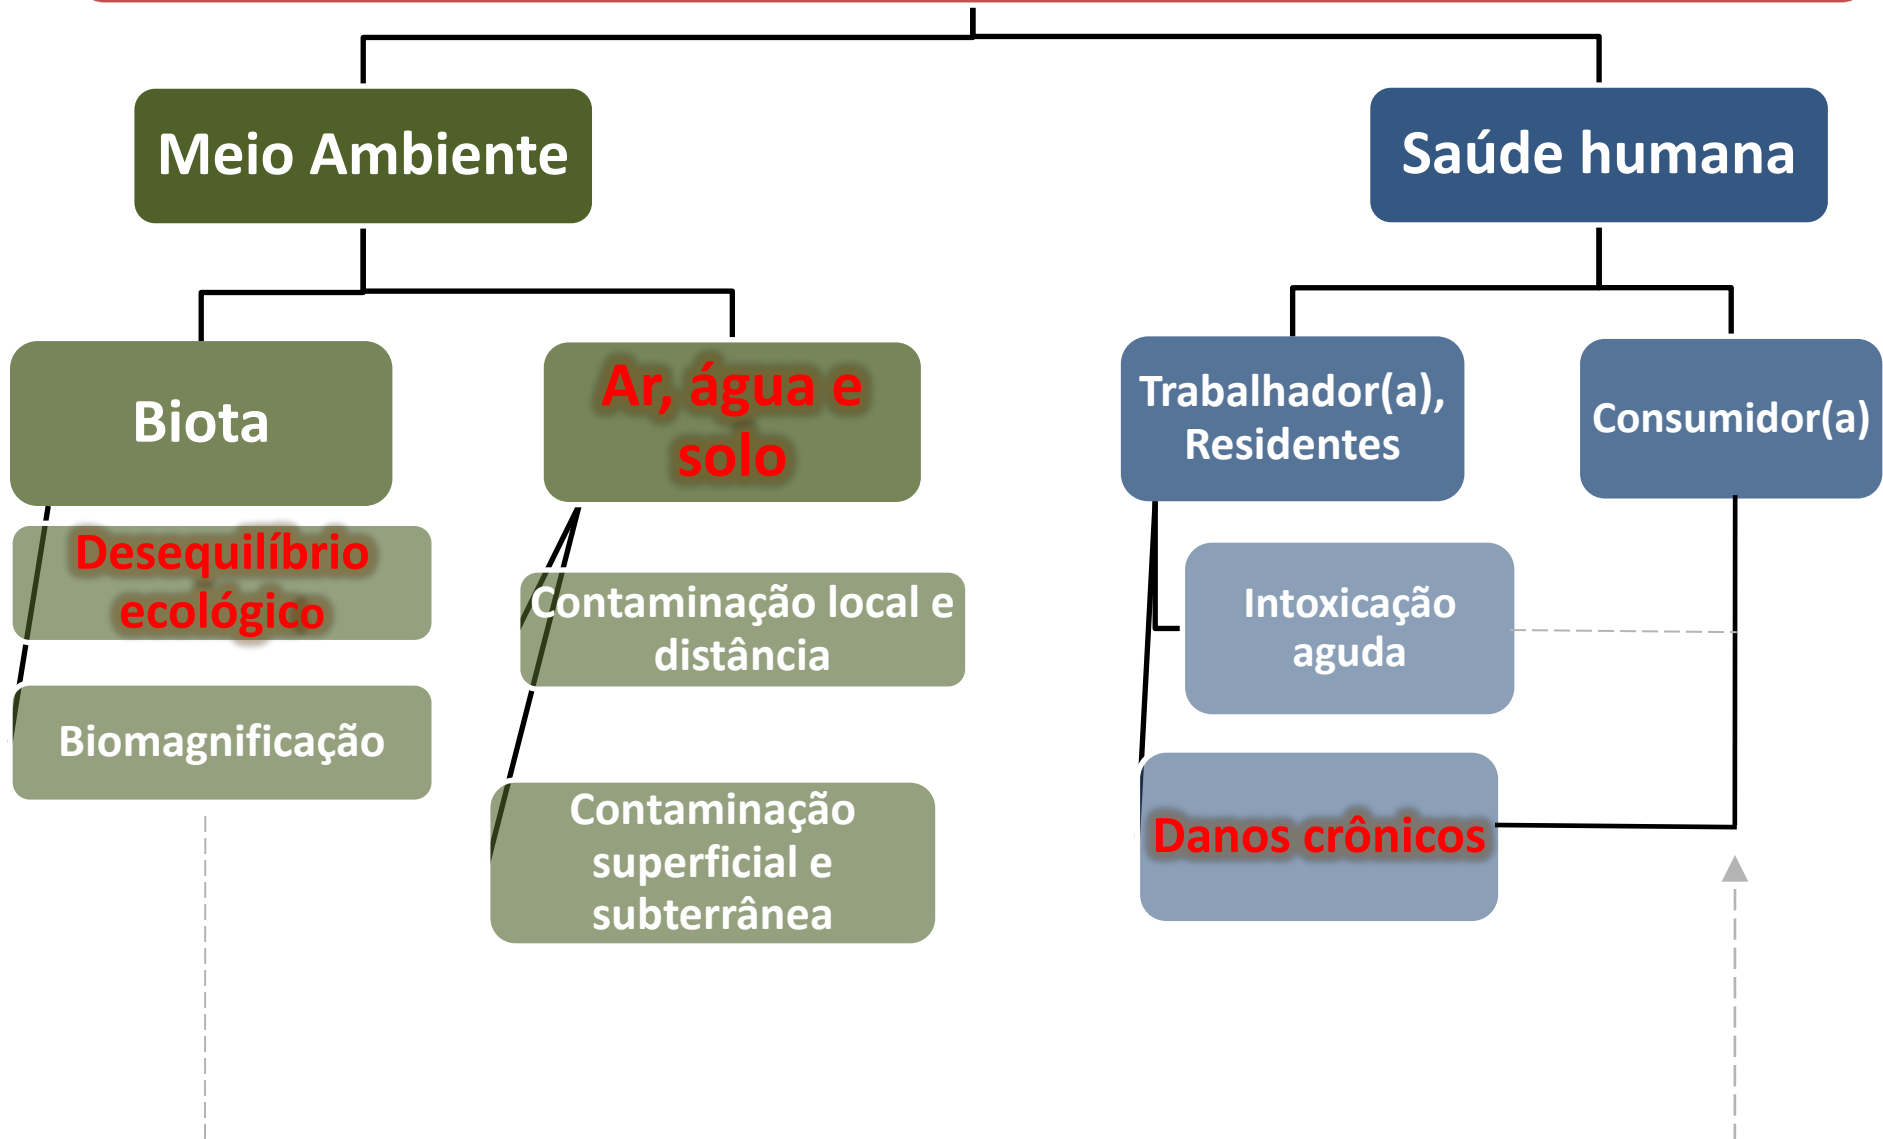 Meio Ambiente
Saúde humana
Biota
Ar, água e
solo
Trabalhador(a),
Residentes
Consumidor(a)
Desequilíbrio
ecológico
Contaminação local e
distância
Intoxicação
aguda
Biomagnificação
Contaminação
superficial e
subterrânea
Danos crônicos